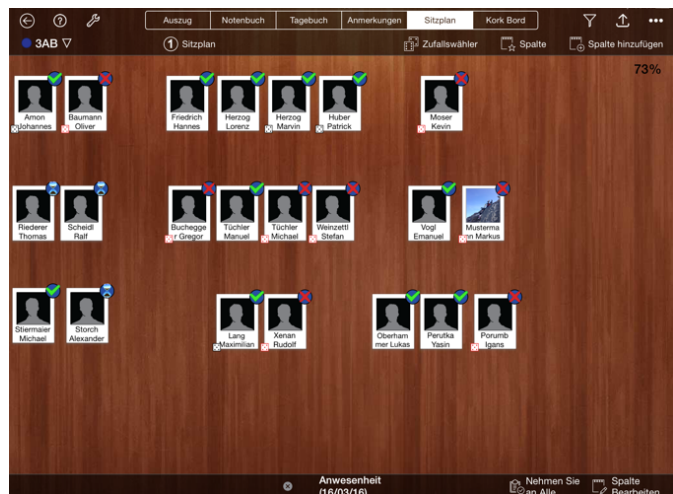 Auszug Notenbuch Tagebuch Anmerkungen Sitzplan Kork Bord
3AB 1 Sitzplan Zufallswähler Spalte Spalte hinzufügen
73%
Amon
Johannes
Baumann
Oliver
Friedrich
Hannes
Herzog
Lorenz
Herzog
Marvin
Huber
Patrick
Moser
Kevin
Riederer
Thomas
Scheidl
Ralf
Buchegge
r Gregor
Tüchler
Manuel
Tüchler
Michael
Weinzettl
Stefan
Vogl
Emanuel
Musterma
nn Markus
Stiermaier
Michael
Storch
Alexander
Lang
Maximilian
Xenan
Rudolf
Oberham
mer Lukas
Perutka
Yasin
Porumb
Igans
Anwesenheit
(16/03/16)
Nehmen Sie
an Alle
Spalte
Bearbeiten